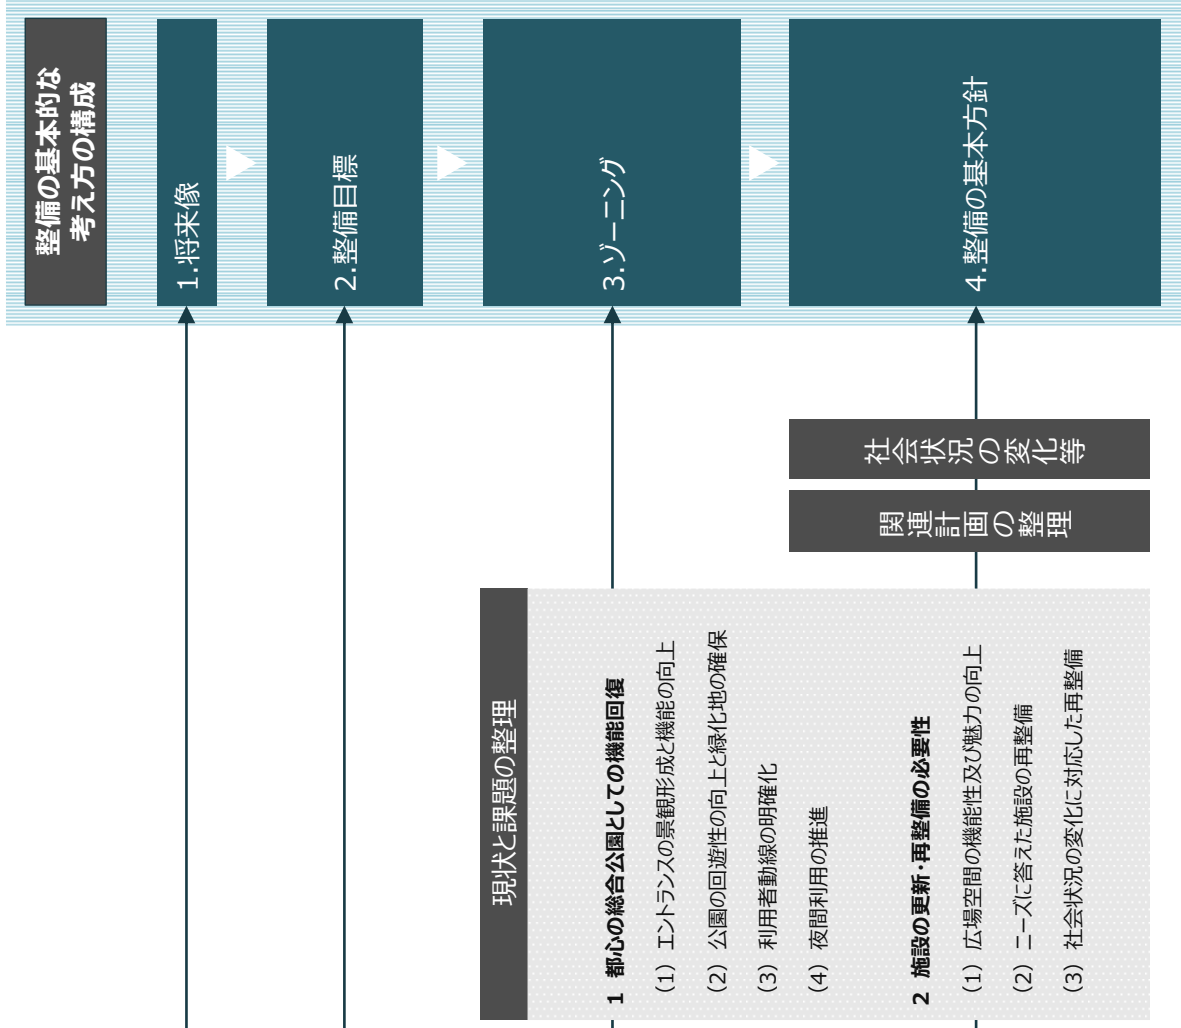 整備の基本的な
考え方の構成
1.将来像
2.整備目標
3.ゾーニング
4.整備の基本方針
社会状況の変化等
関連計画の整理
現状と課題の整理
1 都心の総合公園としての機能回復
（1）エントランスの景観形成と機能の向上
（2）公園の回遊性の向上と緑化地の確保
（3）利用者動線の明確化
（4）夜間利用の推進
2 施設の更新・再整備の必要性
（1）広場空間の機能性及び魅力の向上
（2）ニーズに答えた施設の再整備
（3）社会状況の変化に対応した再整備